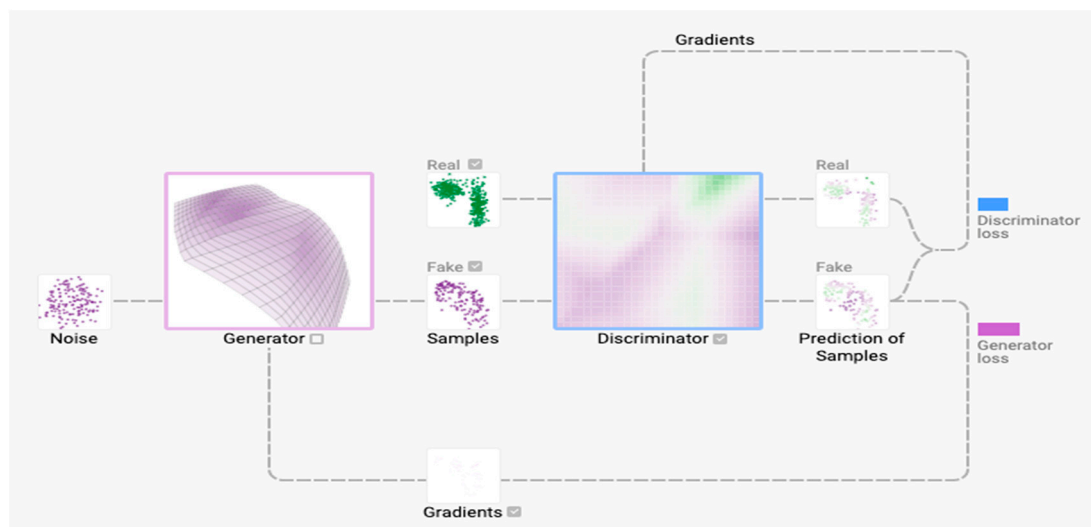 Gradients
Real
Real
Discriminator
loss
Fake
Fake
Noise
Generator
Samples
Discriminator
Prediction of
Samples
Generator
loss
Gradients